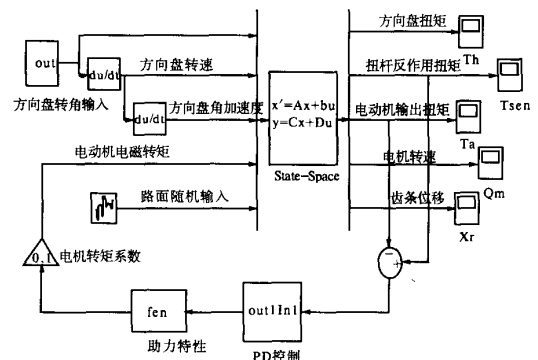 方向盘扭矩
Th
out
du/dt
方向盘转速
扭杆反作用扭矩
Tsen
方向盘转角输入
du/dt
方向盘角加速度
x'=Ax+bu
y=Cx+Du
电动机输出扭矩
Ta
电动机电磁转矩
State-Space
电机转速
Qm
路面随机输入
齿条位移
Xr
0.1
电机转矩系数
−
+
fen
out1In1
助力特性
PD控制